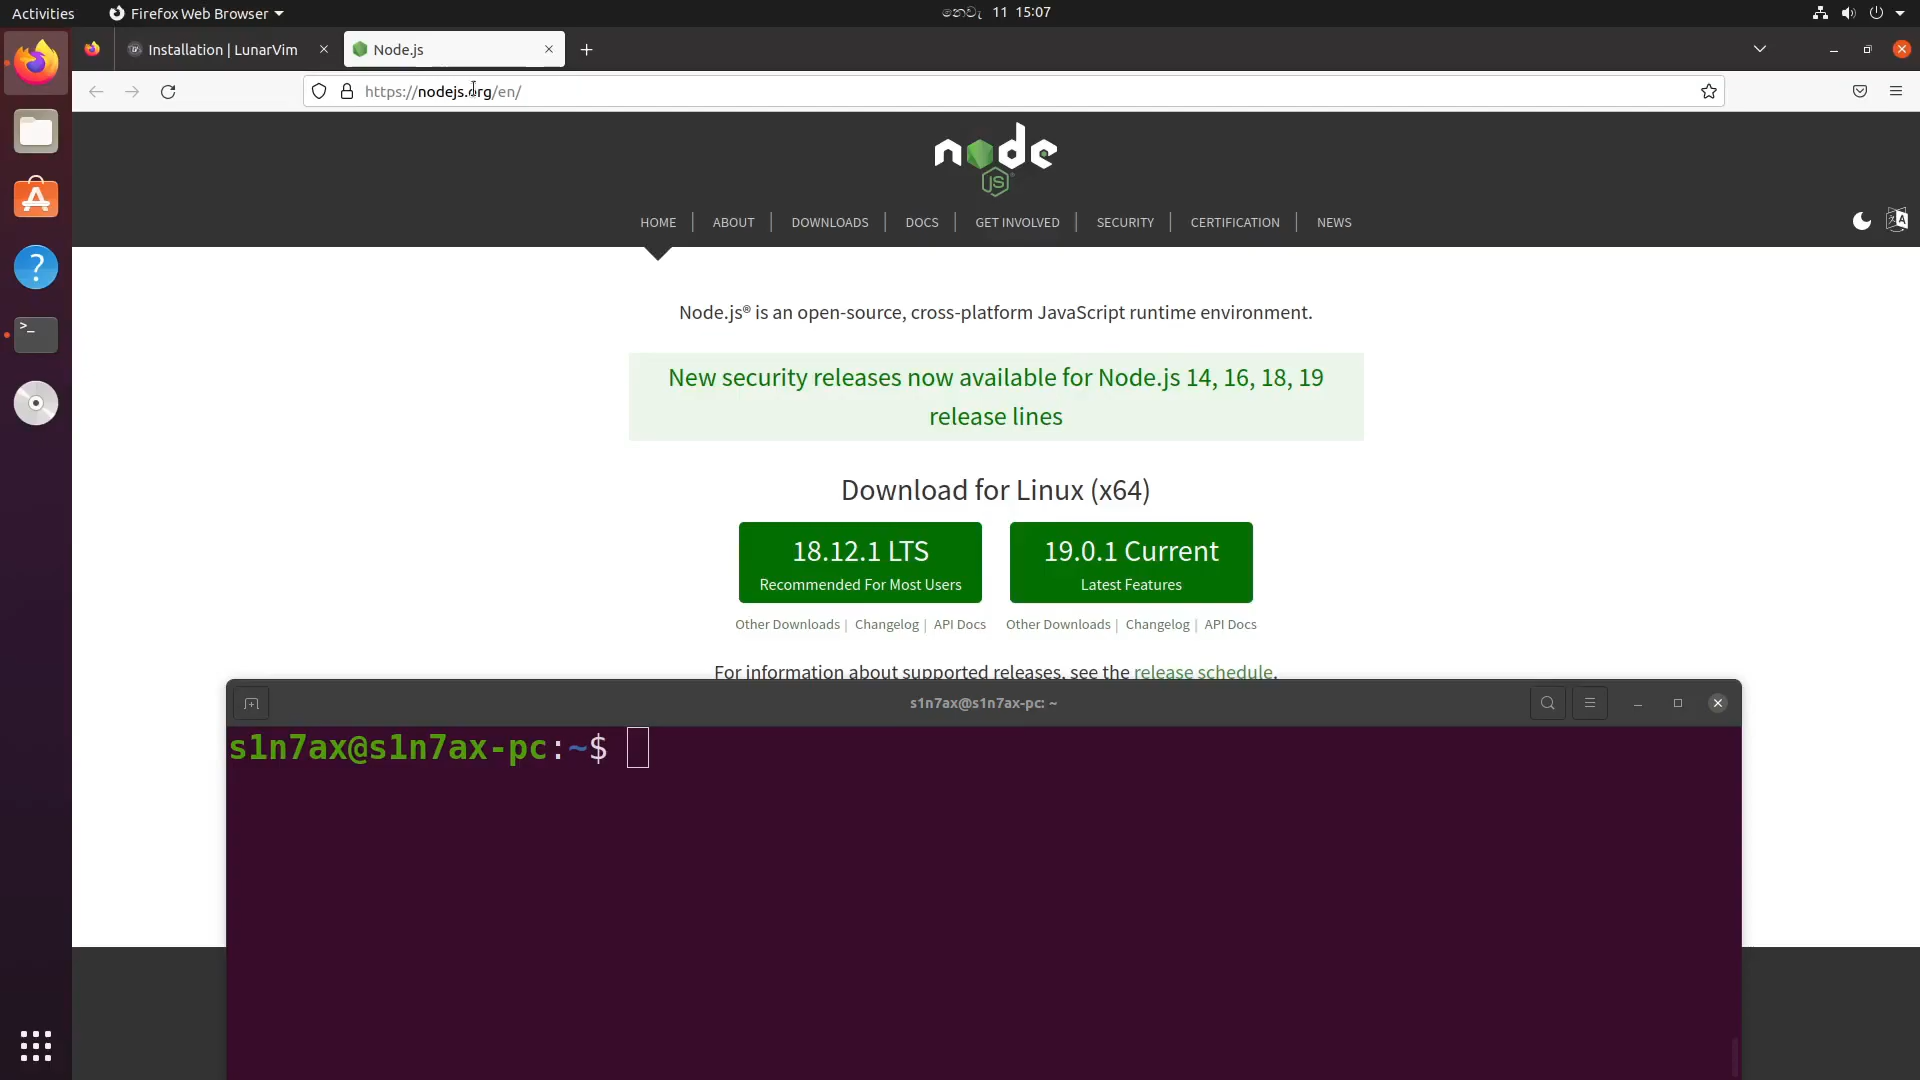 Activities Firefox Web Browser නොවැ 11 15:07
Installation | LunarVim Node.js
https://nodejs.org/en/
node
JS
HOME ABOUT DOWNLOADS DOCS GET INVOLVED SECURITY CERTIFICATION NEWS
Node.js® is an open-source, cross-platform JavaScript runtime environment.
New security releases now available for Node.js 14, 16, 18, 19
release lines
Download for Linux (x64)
18.12.1 LTS
Recommended For Most Users
19.0.1 Current
Latest Features
Other Downloads | Changelog | API Docs Other Downloads | Changelog | API Docs
For information about supported releases, see the release schedule.
s1n7ax@s1n7ax-pc: ~
s1n7ax@s1n7ax-pc:~$